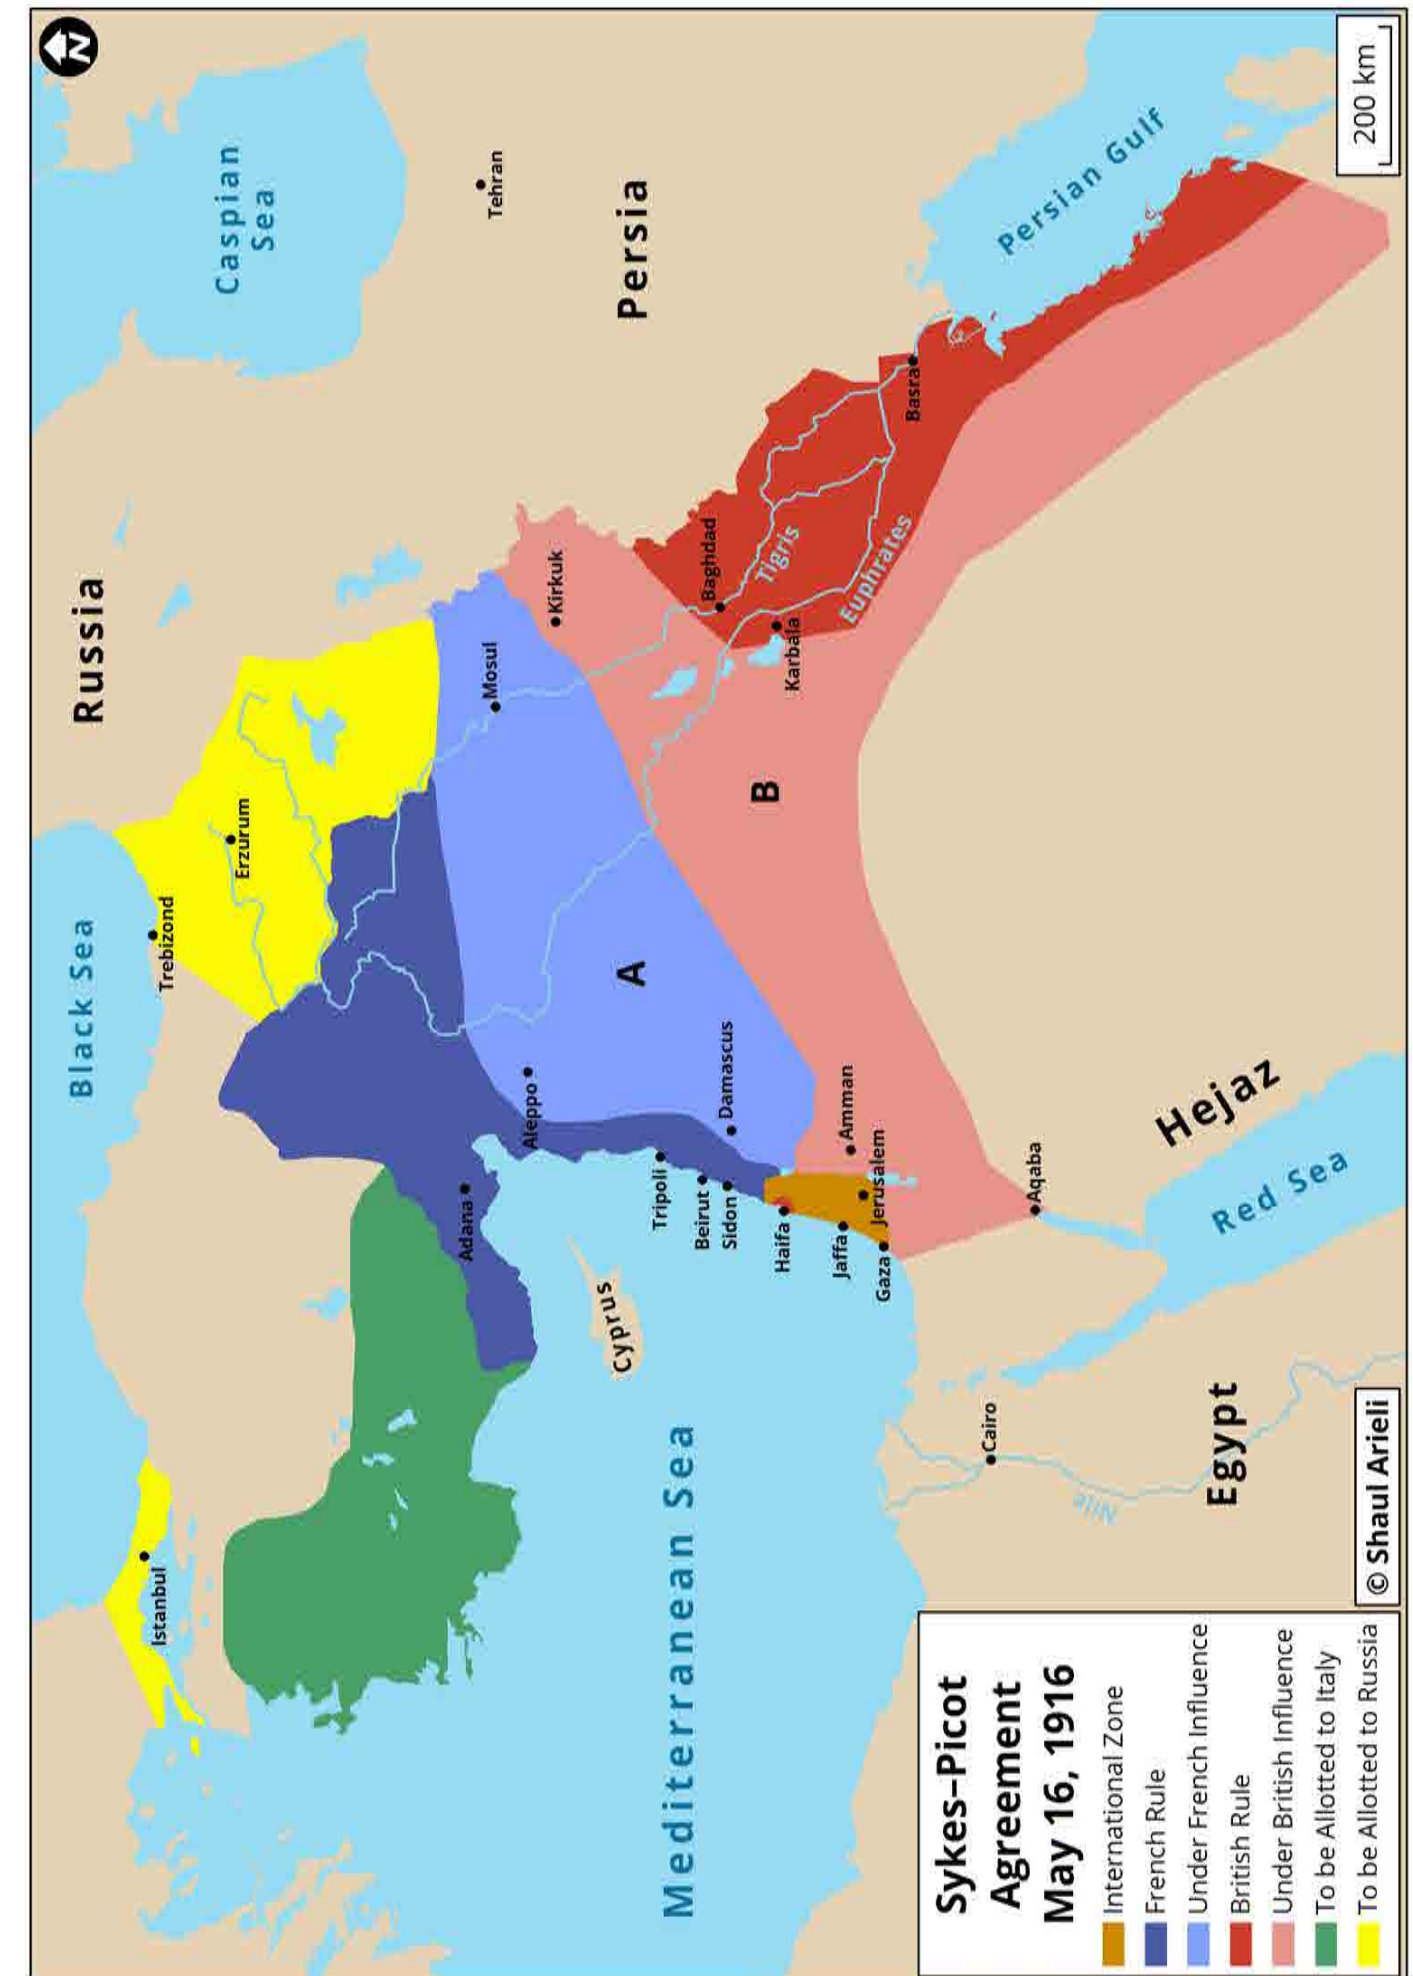 N
Caspian
Sea
Black Sea
Russia
Trebizond
Istanbul
Erzurum
Tehran
Persia
Adana
Mosul
Aleppo
Kirkuk
Cyprus
A
Tripoli
Beirut
Sidon
Damascus
Baghdad
Tigris
B
Haifa
Karbala
Euphrates
Mediterranean Sea
Jaffa
Amman
Jerusalem
Gaza
Basra
Persian Gulf
Cairo
Aqaba
Nile
Hejaz
Egypt
Red Sea
200 km
Sykes–Picot
Agreement
May 16, 1916
International Zone
French Rule
Under French Influence
British Rule
Under British Influence
To be Allotted to Italy
To be Allotted to Russia
© Shaul Arieli